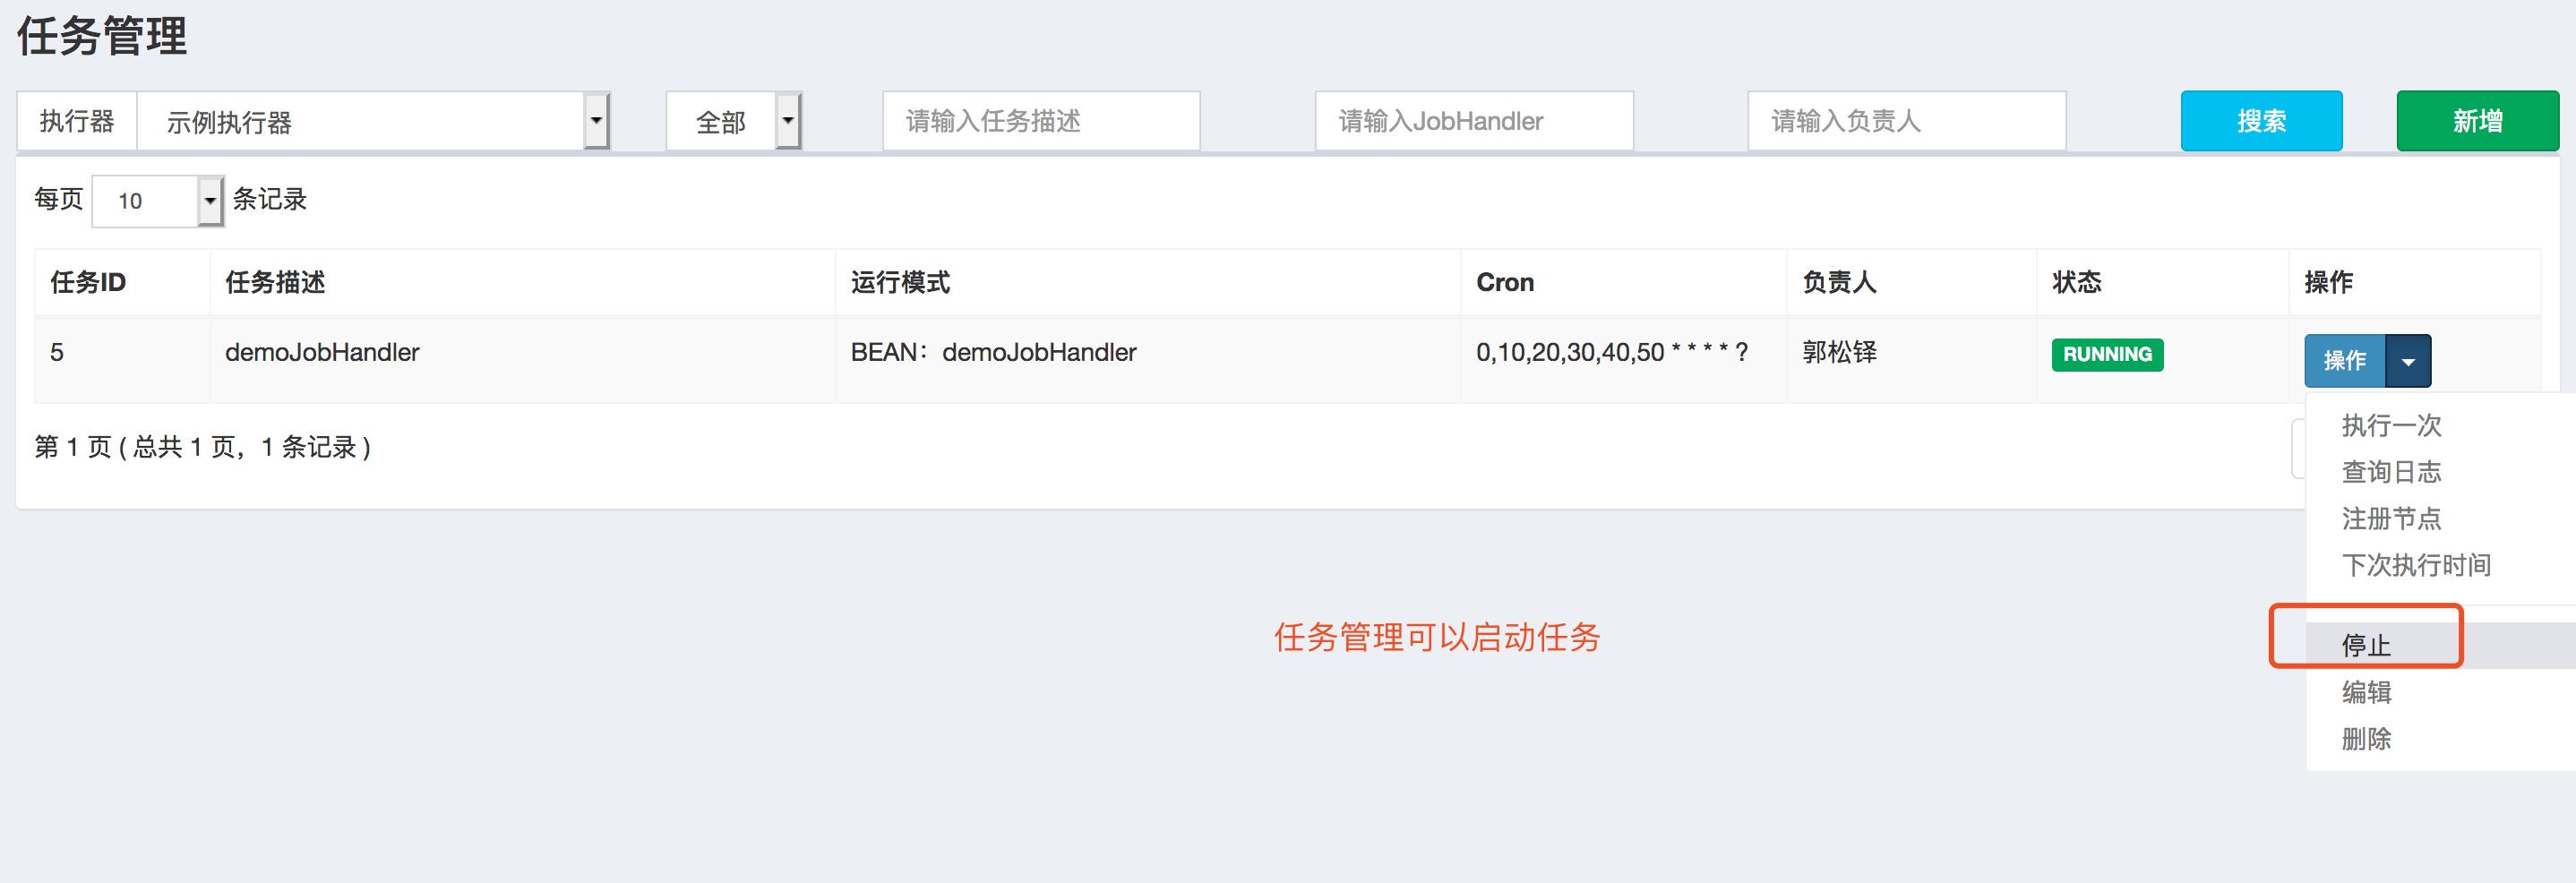 任务管理
执行器 示例执行器 全部 请输入任务描述 请输入JobHandler 请输入负责人 搜索 新增
每页 10 条记录
任务ID 任务描述 运行模式 Cron 负责人 状态 操作
5 demoJobHandler BEAN：demoJobHandler 0,10,20,30,40,50 * * * * ? 郭松铎 RUNNING 操作
第 1 页 ( 总共 1 页，1 条记录 )
执行一次
查询日志
注册节点
下次执行时间
任务管理可以启动任务
停止
编辑
删除